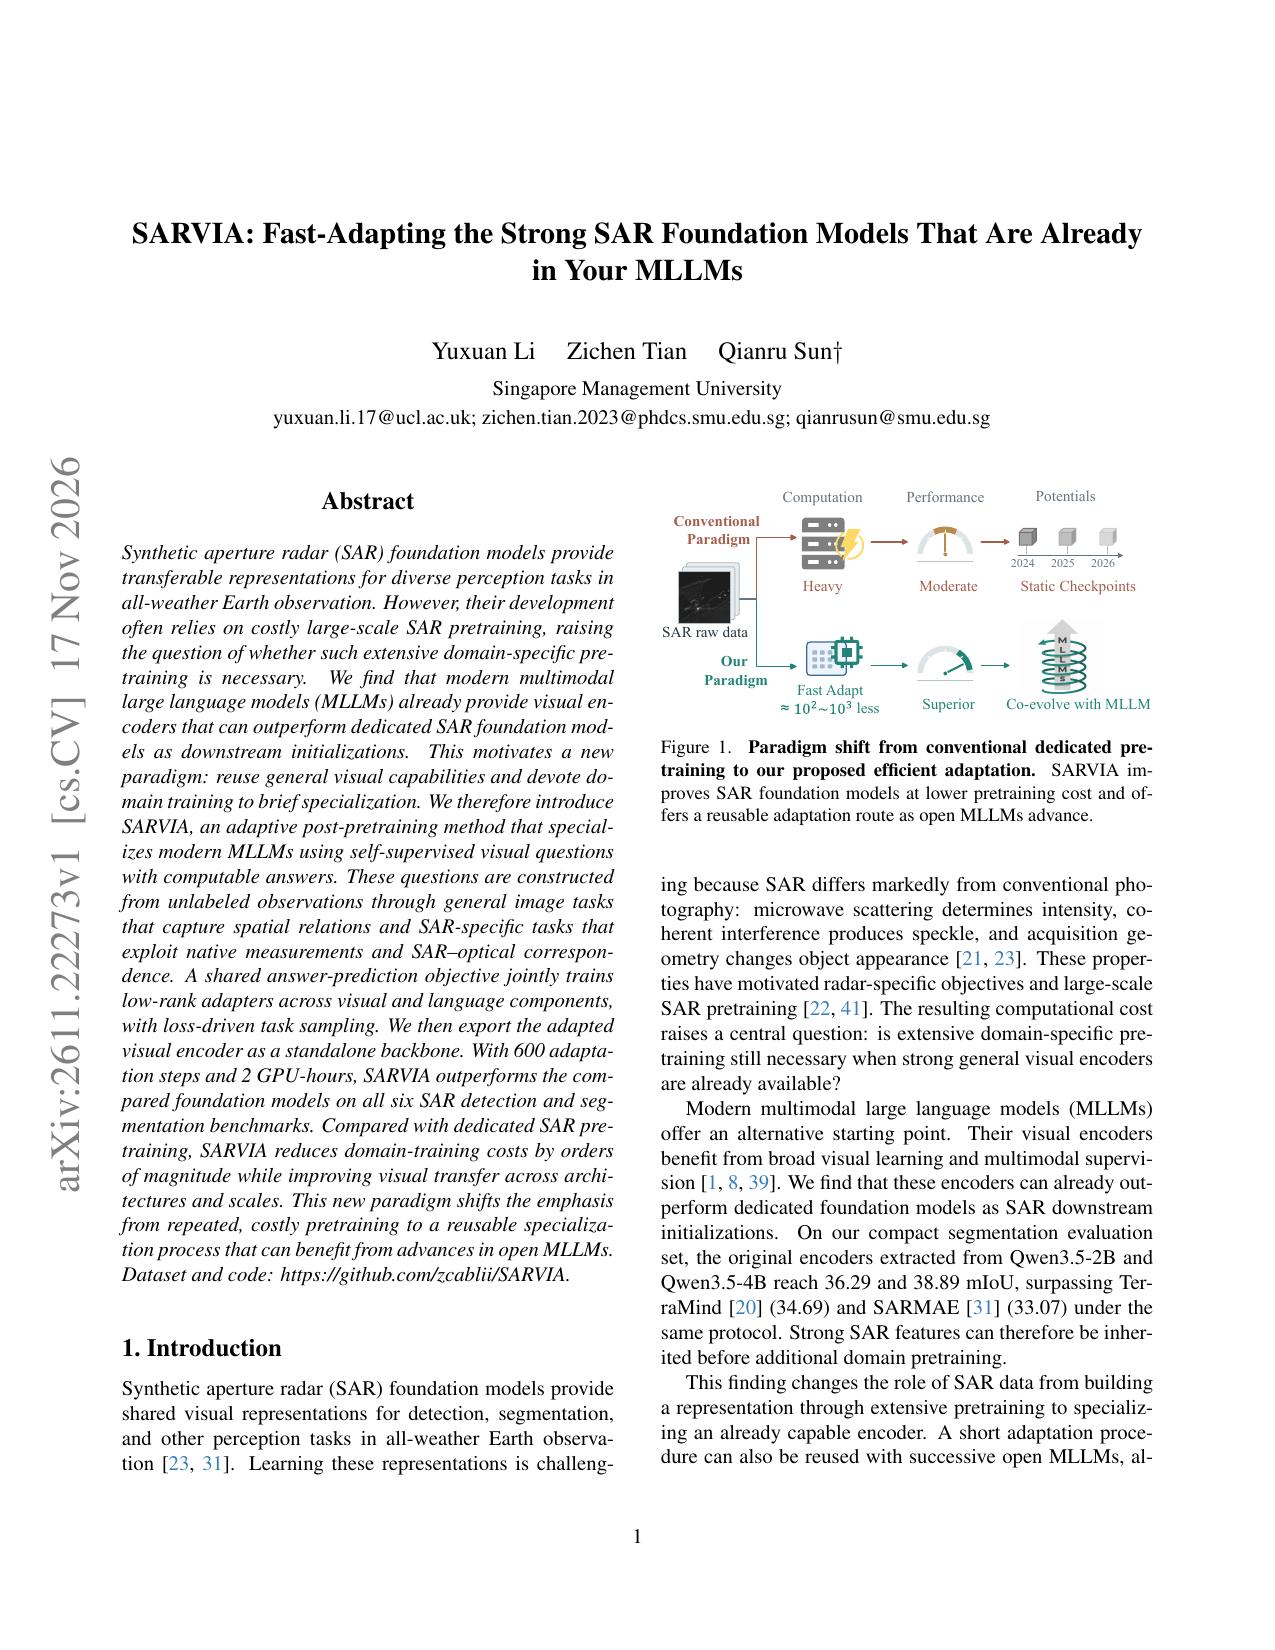 SARVIA: Fast-Adapting the Strong SAR Foundation Models That Are Already
in Your MLLMs
Yuxuan Li Zichen Tian Qianru Sun†
Singapore Management University
yuxuan.li.17@ucl.ac.uk; zichen.tian.2023@phdcs.smu.edu.sg; qianrusun@smu.edu.sg
arXiv:2611.22273v1 [cs.CV] 17 Nov 2026
Abstract
Synthetic aperture radar (SAR) foundation models provide
transferable representations for diverse perception tasks in
all-weather Earth observation. However, their development
often relies on costly large-scale SAR pretraining, raising
the question of whether such extensive domain-specific pre-
training is necessary. We find that modern multimodal
large language models (MLLMs) already provide visual en-
coders that can outperform dedicated SAR foundation mod-
els as downstream initializations. This motivates a new
paradigm: reuse general visual capabilities and devote do-
main training to brief specialization. We therefore introduce
SARVIA, an adaptive post-pretraining method that special-
izes modern MLLMs using self-supervised visual questions
with computable answers. These questions are constructed
from unlabeled observations through general image tasks
that capture spatial relations and SAR-specific tasks that
exploit native measurements and SAR–optical correspon-
dence. A shared answer-prediction objective jointly trains
low-rank adapters across visual and language components,
with loss-driven task sampling. We then export the adapted
visual encoder as a standalone backbone. With 600 adapta-
tion steps and 2 GPU-hours, SARVIA outperforms the com-
pared foundation models on all six SAR detection and seg-
mentation benchmarks. Compared with dedicated SAR pre-
training, SARVIA reduces domain-training costs by orders
of magnitude while improving visual transfer across archi-
tectures and scales. This new paradigm shifts the emphasis
from repeated, costly pretraining to a reusable specializa-
tion process that can benefit from advances in open MLLMs.
Dataset and code: https://github.com/zcablii/SARVIA.
1. Introduction
Synthetic aperture radar (SAR) foundation models provide
shared visual representations for detection, segmentation,
and other perception tasks in all-weather Earth observa-
tion [23, 31]. Learning these representations is challeng-
Computation Performance Potentials
Conventional
Paradigm
2024 2025 2026
Heavy Moderate Static Checkpoints
SAR raw data
Our
Paradigm
MLLMs
Fast Adapt
≈ 10²~10³ less
Superior
Co-evolve with MLLM
Figure 1. Paradigm shift from conventional dedicated pre-
training to our proposed efficient adaptation. SARVIA im-
proves SAR foundation models at lower pretraining cost and of-
fers a reusable adaptation route as open MLLMs advance.
ing because SAR differs markedly from conventional pho-
tography: microwave scattering determines intensity, co-
herent interference produces speckle, and acquisition ge-
ometry changes object appearance [21, 23]. These proper-
ties have motivated radar-specific objectives and large-scale
SAR pretraining [22, 41]. The resulting computational cost
raises a central question: is extensive domain-specific pre-
training still necessary when strong general visual encoders
are already available?
Modern multimodal large language models (MLLMs)
offer an alternative starting point. Their visual encoders
benefit from broad visual learning and multimodal supervi-
sion [1, 8, 39]. We find that these encoders can already out-
perform dedicated foundation models as SAR downstream
initializations. On our compact segmentation evaluation
set, the original encoders extracted from Qwen3.5-2B and
Qwen3.5-4B reach 36.29 and 38.89 mIoU, surpassing Ter-
raMind [20] (34.69) and SARMAE [31] (33.07) under the
same protocol. Strong SAR features can therefore be inher-
ited before additional domain pretraining.
This finding changes the role of SAR data from building
a representation through extensive pretraining to specializ-
ing an already capable encoder. A short adaptation proce-
dure can also be reused with successive open MLLMs, al-
1